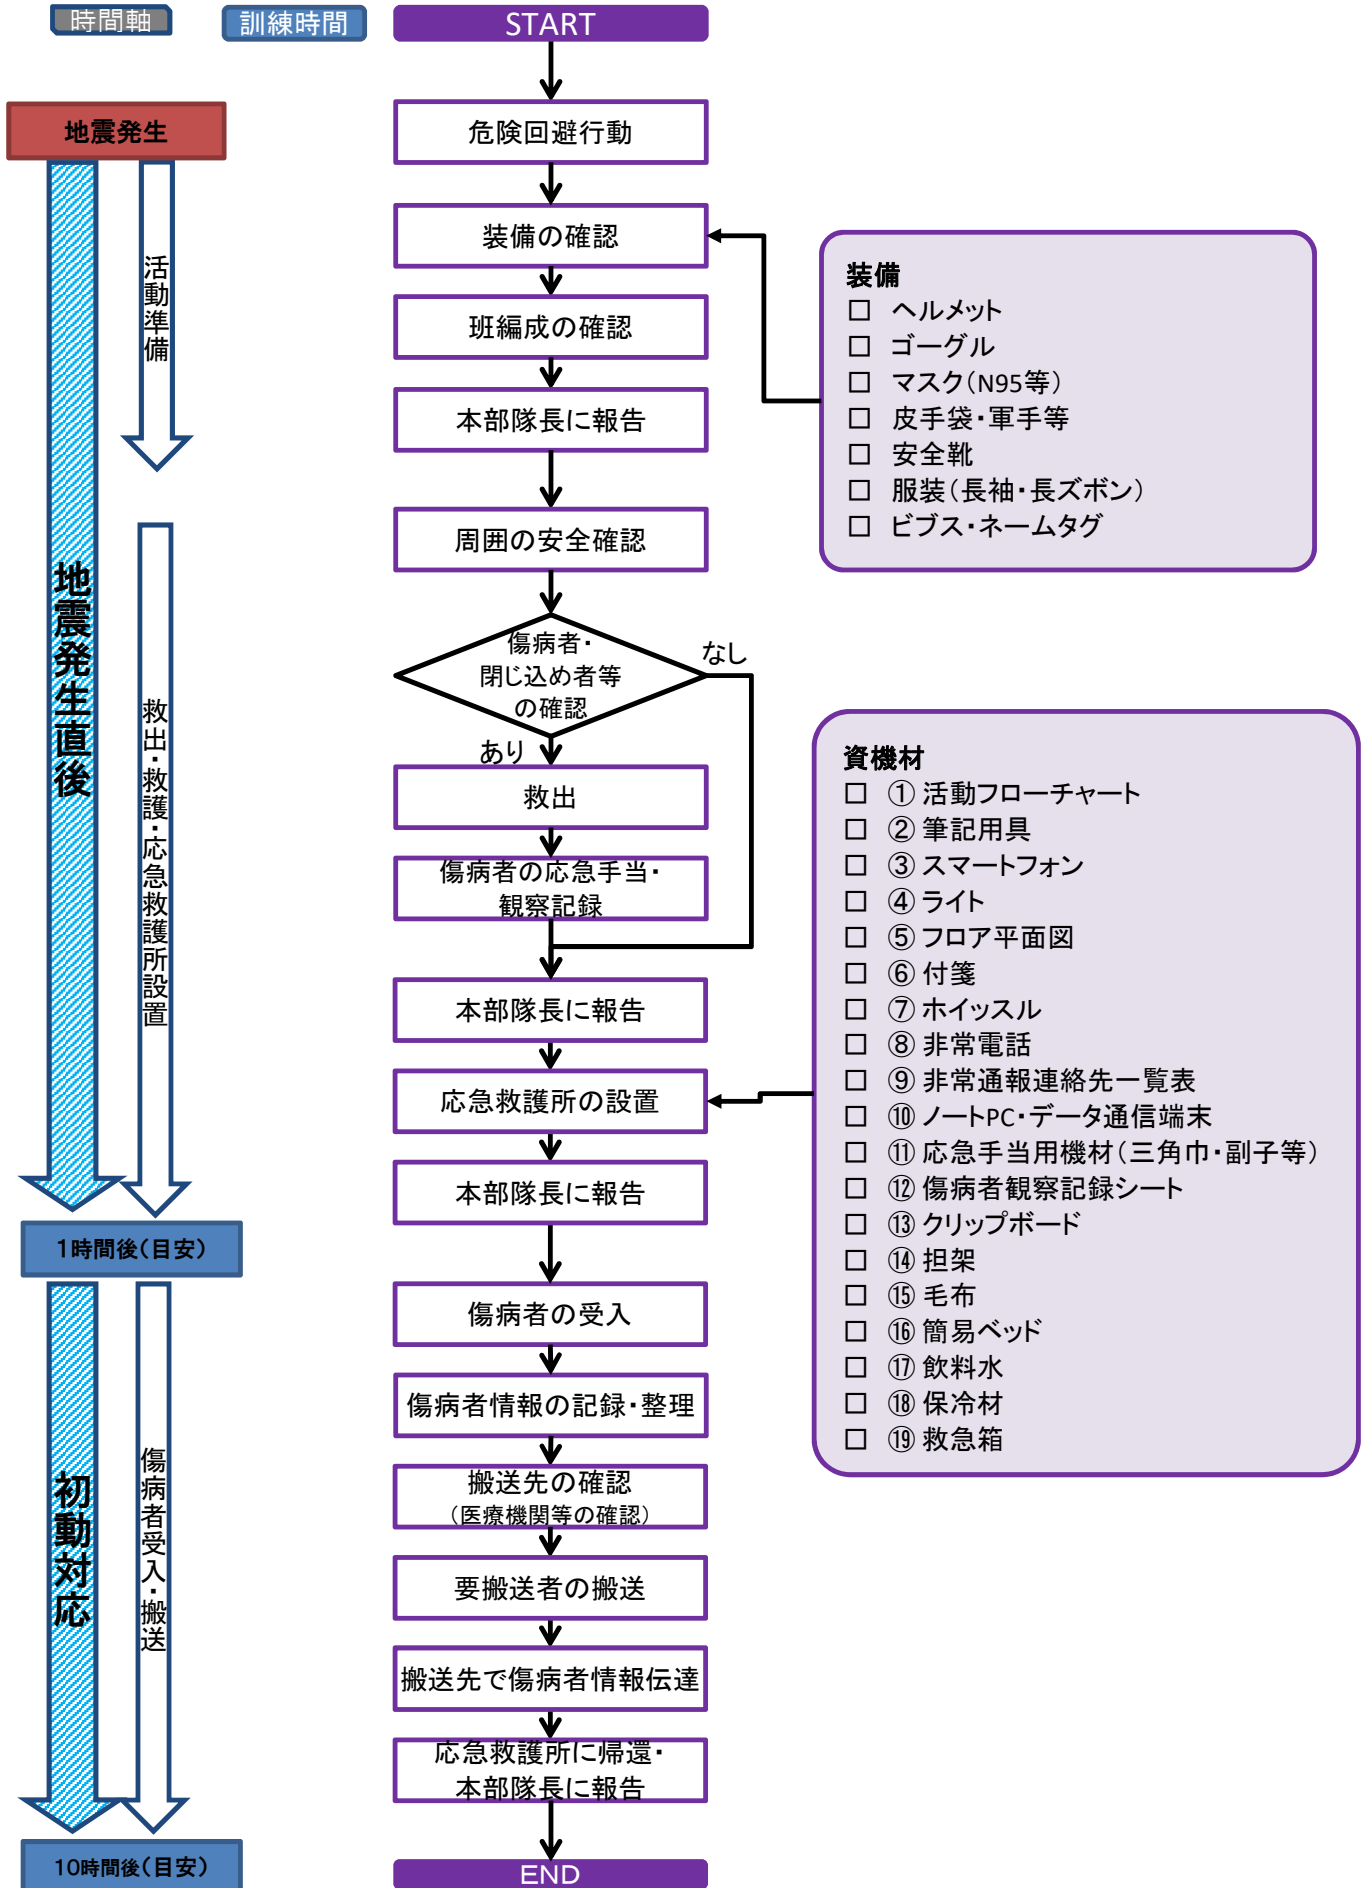 時間軸
訓練時間
START
地震発生
危険回避行動
装備の確認
班編成の確認
本部隊長に報告
周囲の安全確認
傷病者・
閉じ込め者等
の確認
なし
あり
救出
傷病者の応急手当・
観察記録
本部隊長に報告
応急救護所の設置
本部隊長に報告
傷病者の受入
傷病者情報の記録・整理
搬送先の確認
（医療機関等の確認）
要搬送者の搬送
搬送先で傷病者情報伝達
応急救護所に帰還・
本部隊長に報告
END
地震発生直後
活動準備
救出・救護・応急救護所設置
1時間後（目安）
初動対応
傷病者受入・搬送
10時間後（目安）
装備
□ ヘルメット
□ ゴーグル
□ マスク（N95等）
□ 皮手袋・軍手等
□ 安全靴
□ 服装（長袖・長ズボン）
□ ビブス・ネームタグ
資機材
□ ① 活動フローチャート
□ ② 筆記用具
□ ③ スマートフォン
□ ④ ライト
□ ⑤ フロア平面図
□ ⑥ 付箋
□ ⑦ ホイッスル
□ ⑧ 非常電話
□ ⑨ 非常通報連絡先一覧表
□ ⑩ ノートPC・データ通信端末
□ ⑪ 応急手当用機材（三角巾・副子等）
□ ⑫ 傷病者観察記録シート
□ ⑬ クリップボード
□ ⑭ 担架
□ ⑮ 毛布
□ ⑯ 簡易ベッド
□ ⑰ 飲料水
□ ⑱ 保冷材
□ ⑲ 救急箱